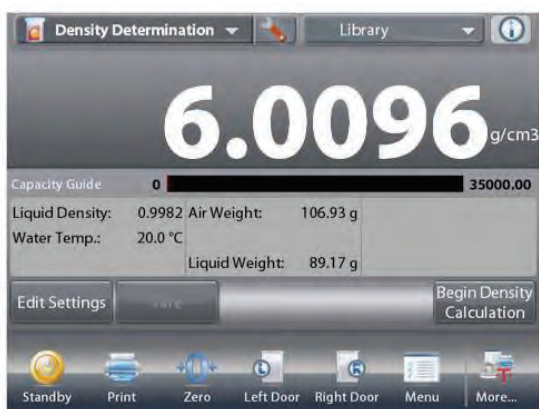 Density Determination
Library
6.0096 g/cm3
Capacity Guide 0 35000.00
Liquid Density: 0.9982 Air Weight: 106.93 g
Water Temp.: 20.0 °C
Liquid Weight: 89.17 g
Edit Settings
Tare
Begin Density
Calculation
Standby Print Zero Left Door Right Door Menu More...